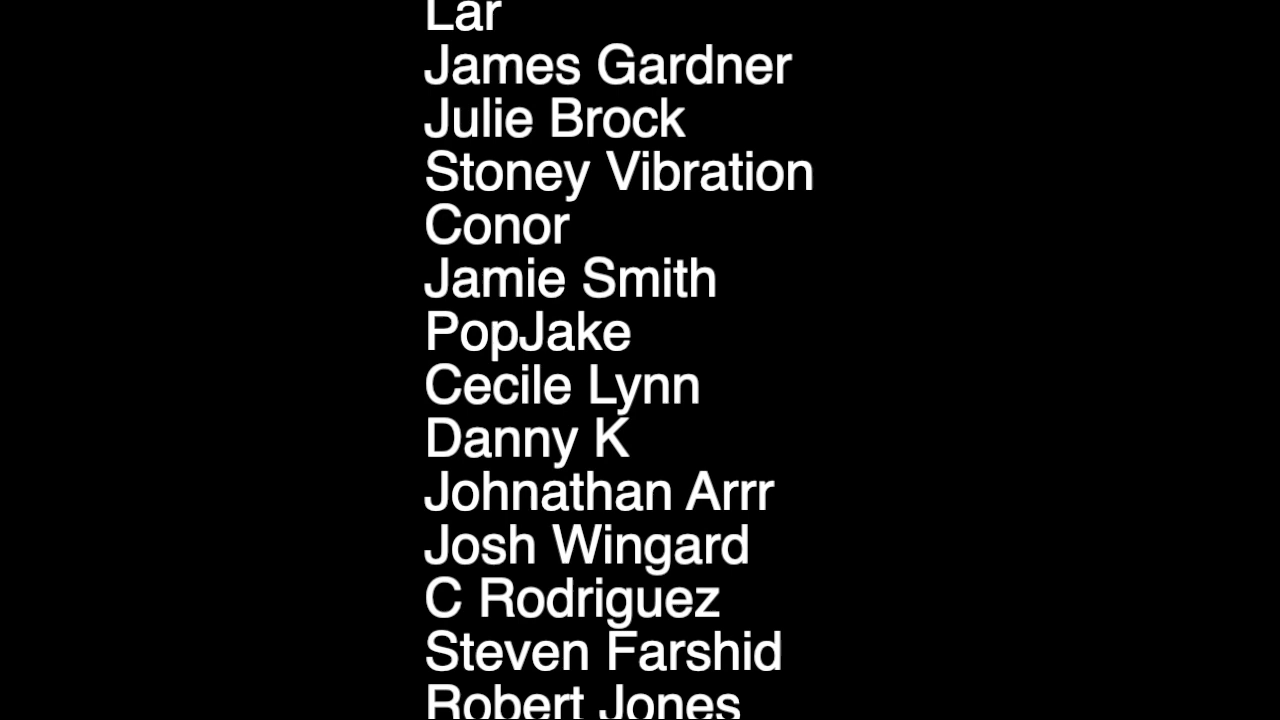 Lar
James Gardner
Julie Brock
Stoney Vibration
Conor
Jamie Smith
PopJake
Cecile Lynn
Danny K
Johnathan Arrr
Josh Wingard
C Rodriguez
Steven Farshid
Robert Jones